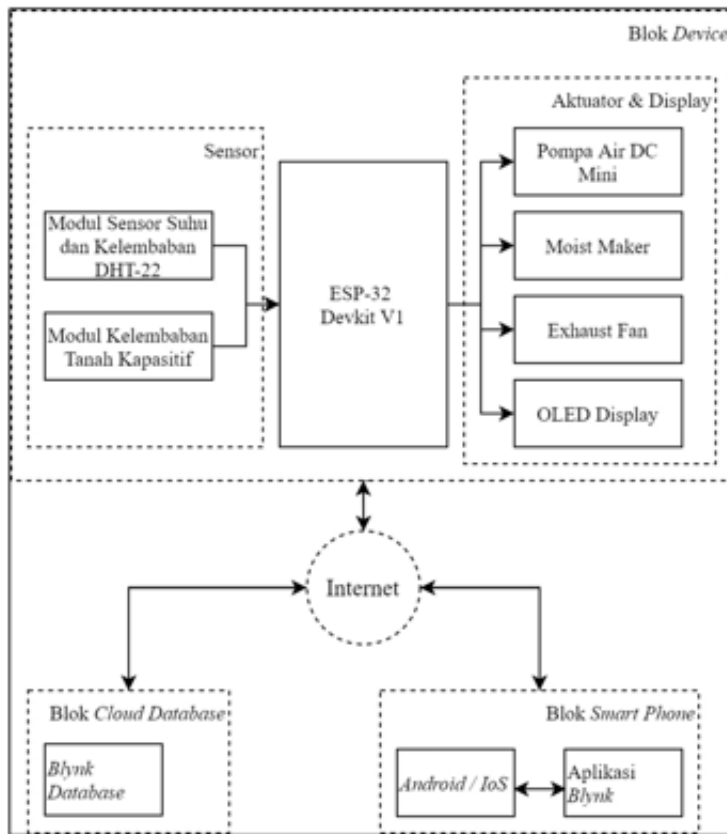 Blok Device
Aktuator & Display
Sensor
Pompa Air DC
Mini
Modul Sensor Suhu
dan Kelembaban
DHT-22
Moist Maker
ESP-32
Devkit V1
Modul Kelembaban
Tanah Kapasitif
Exhaust Fan
OLED Display
Internet
Blok Cloud Database
Blok Smart Phone
Blynk
Database
Android / IoS
Aplikasi
Blynk